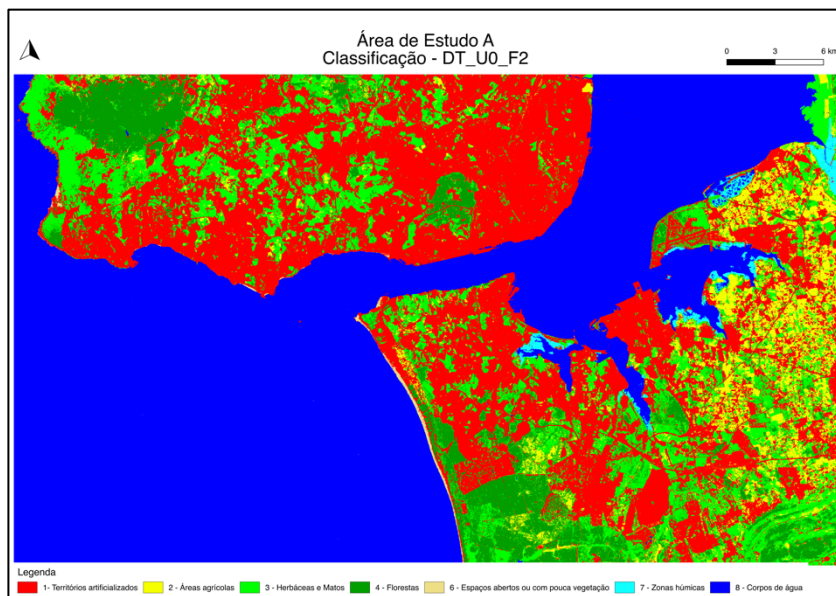 Área de Estudo A
Classificação - DT_U0_F2
0 3 6 km
Legenda
1- Territórios artificializados 2 - Áreas agrícolas 3 - Herbáceas e Matos 4 - Florestas 6 - Espaços abertos ou com pouca vegetação 7 - Zonas húmicas 8 - Corpos de água